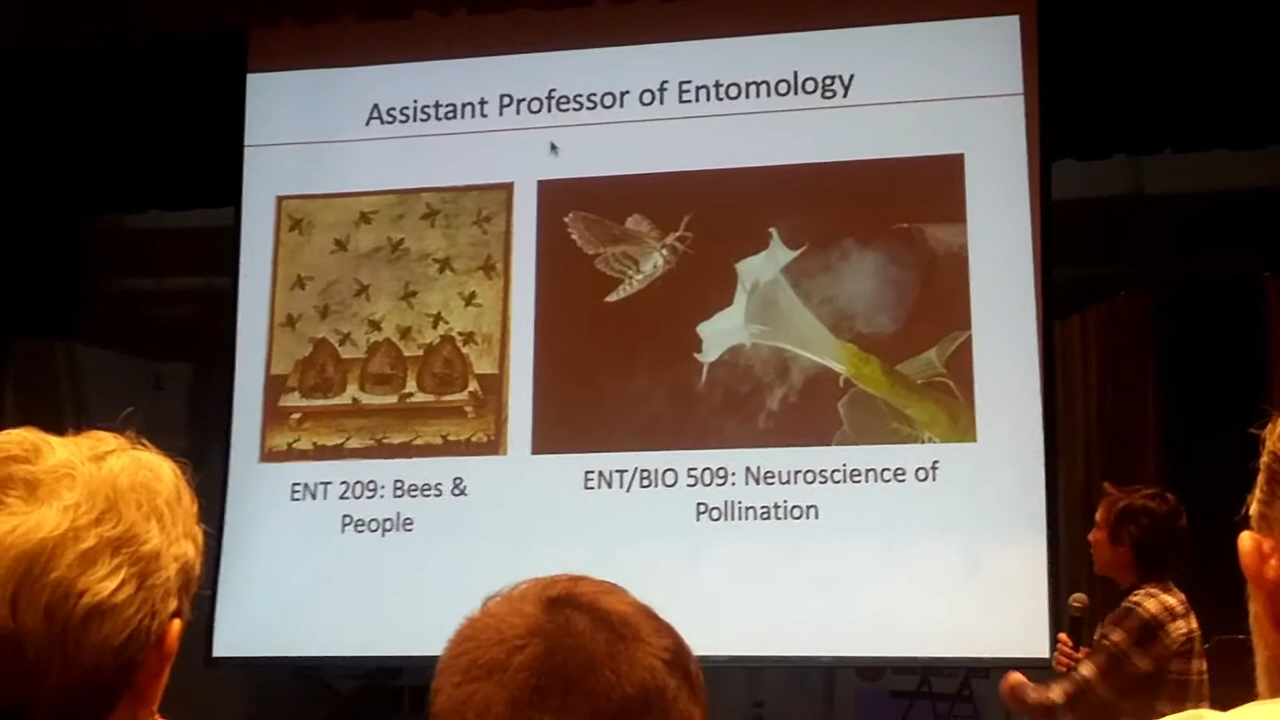 Assistant Professor of Entomology
ENT 209: Bees &
People
ENT/BIO 509: Neuroscience of
Pollination